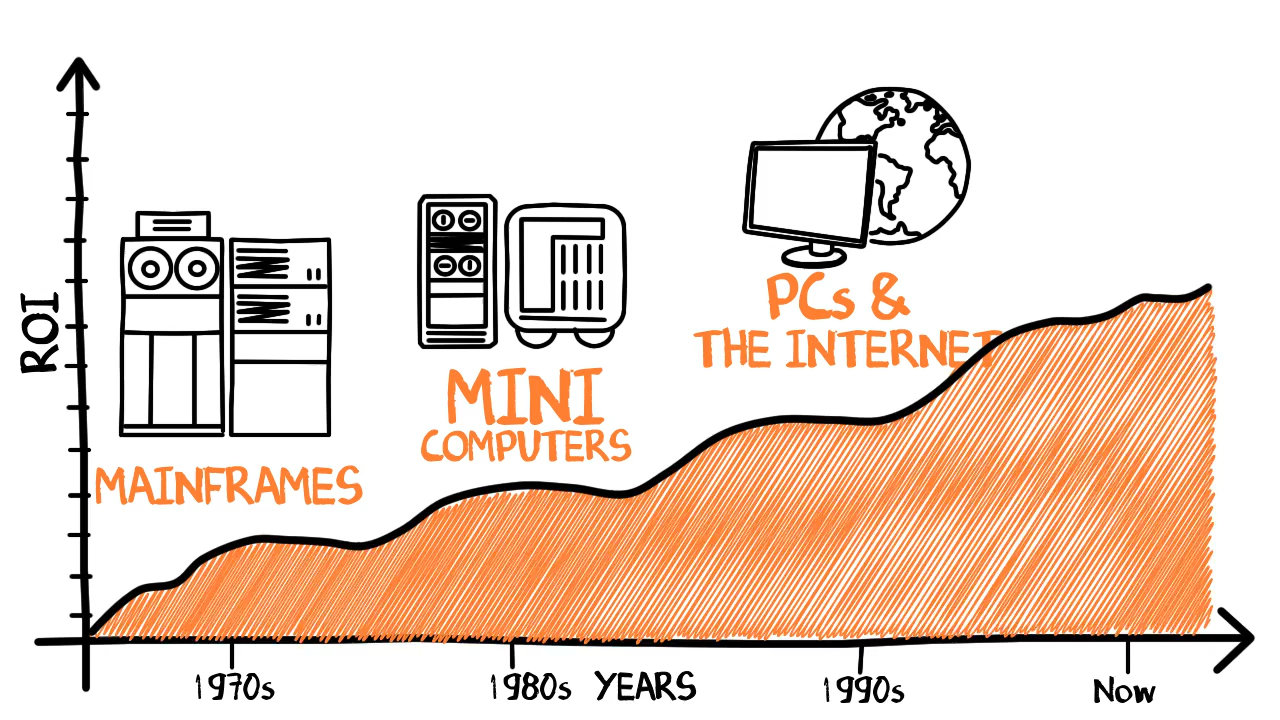 ROI
MAINFRAMES
MINI
COMPUTERS
PCs &
THE INTERNET
1970s
1980s
YEARS
1990s
Now